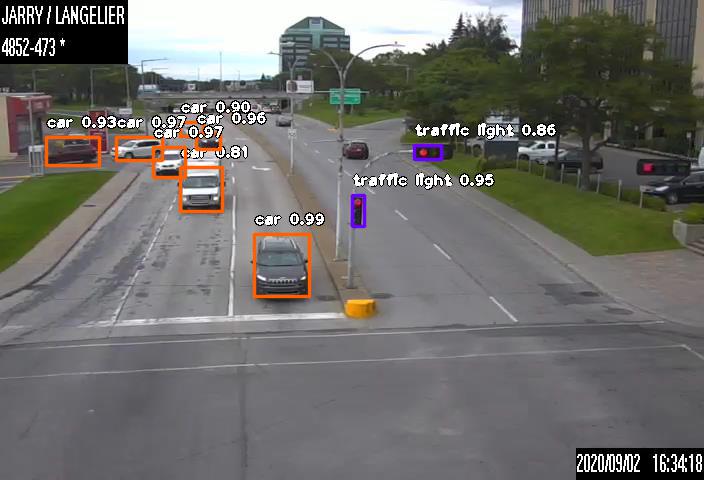 JARRY / LANGELIER
4852-473 *
car 0.90
car 0.93
car 0.97
car 0.96
car 0.97
car 0.81
traffic light 0.86
traffic light 0.95
car 0.99
2020/09/02 16:34:18